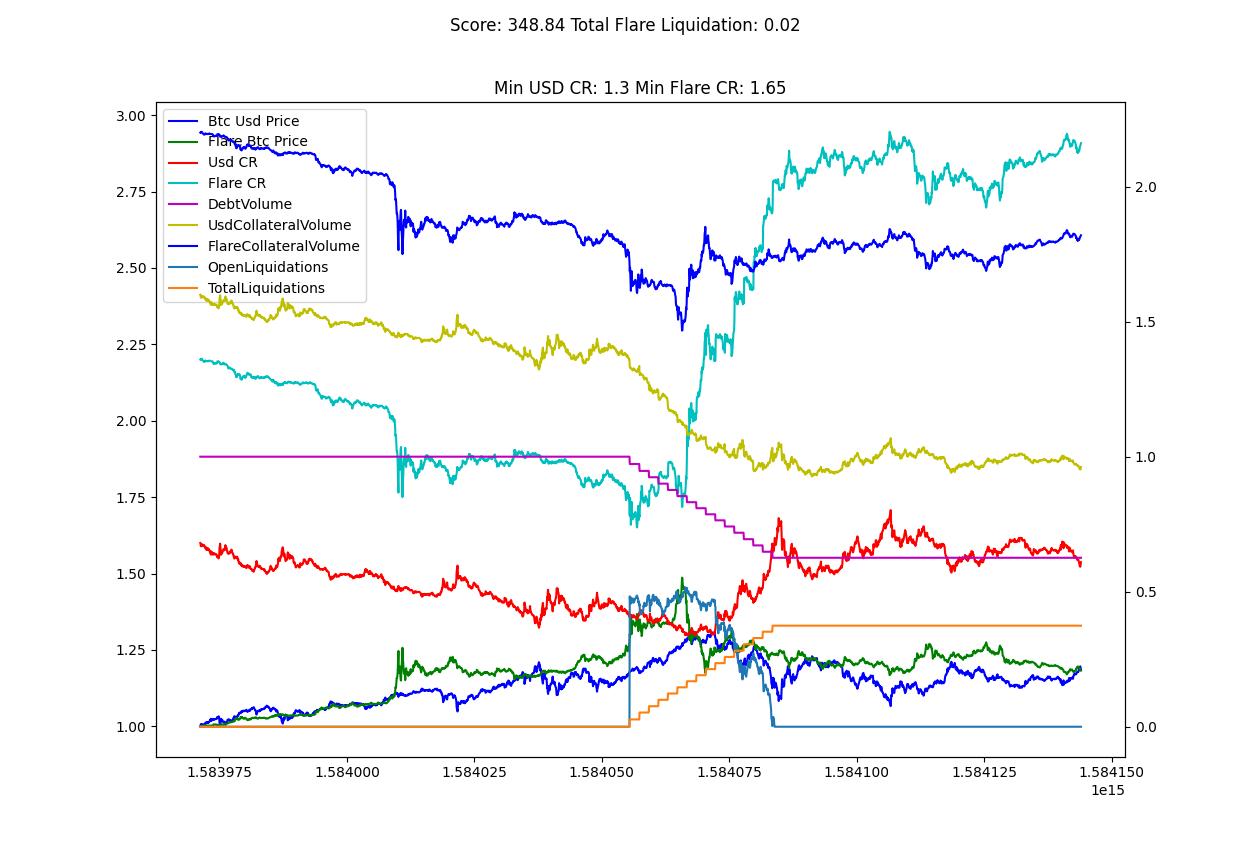 Score: 348.84 Total Flare Liquidation: 0.02
Min USD CR: 1.3 Min Flare CR: 1.65
3.00
2.75
2.50
2.25
2.00
1.75
1.50
1.25
1.00
Btc Usd Price
Flare Btc Price
Usd CR
Flare CR
DebtVolume
UsdCollateralVolume
FlareCollateralVolume
OpenLiquidations
TotalLiquidations
2.0
1.5
1.0
0.5
0.0
1.583975 1.584000 1.584025 1.584050 1.584075 1.584100 1.584125 1.584150
1e15